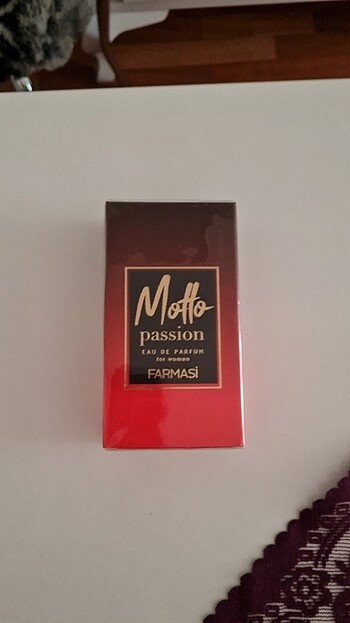 Motto
passion
EAU DE PARFUM
for women
FARMASİ